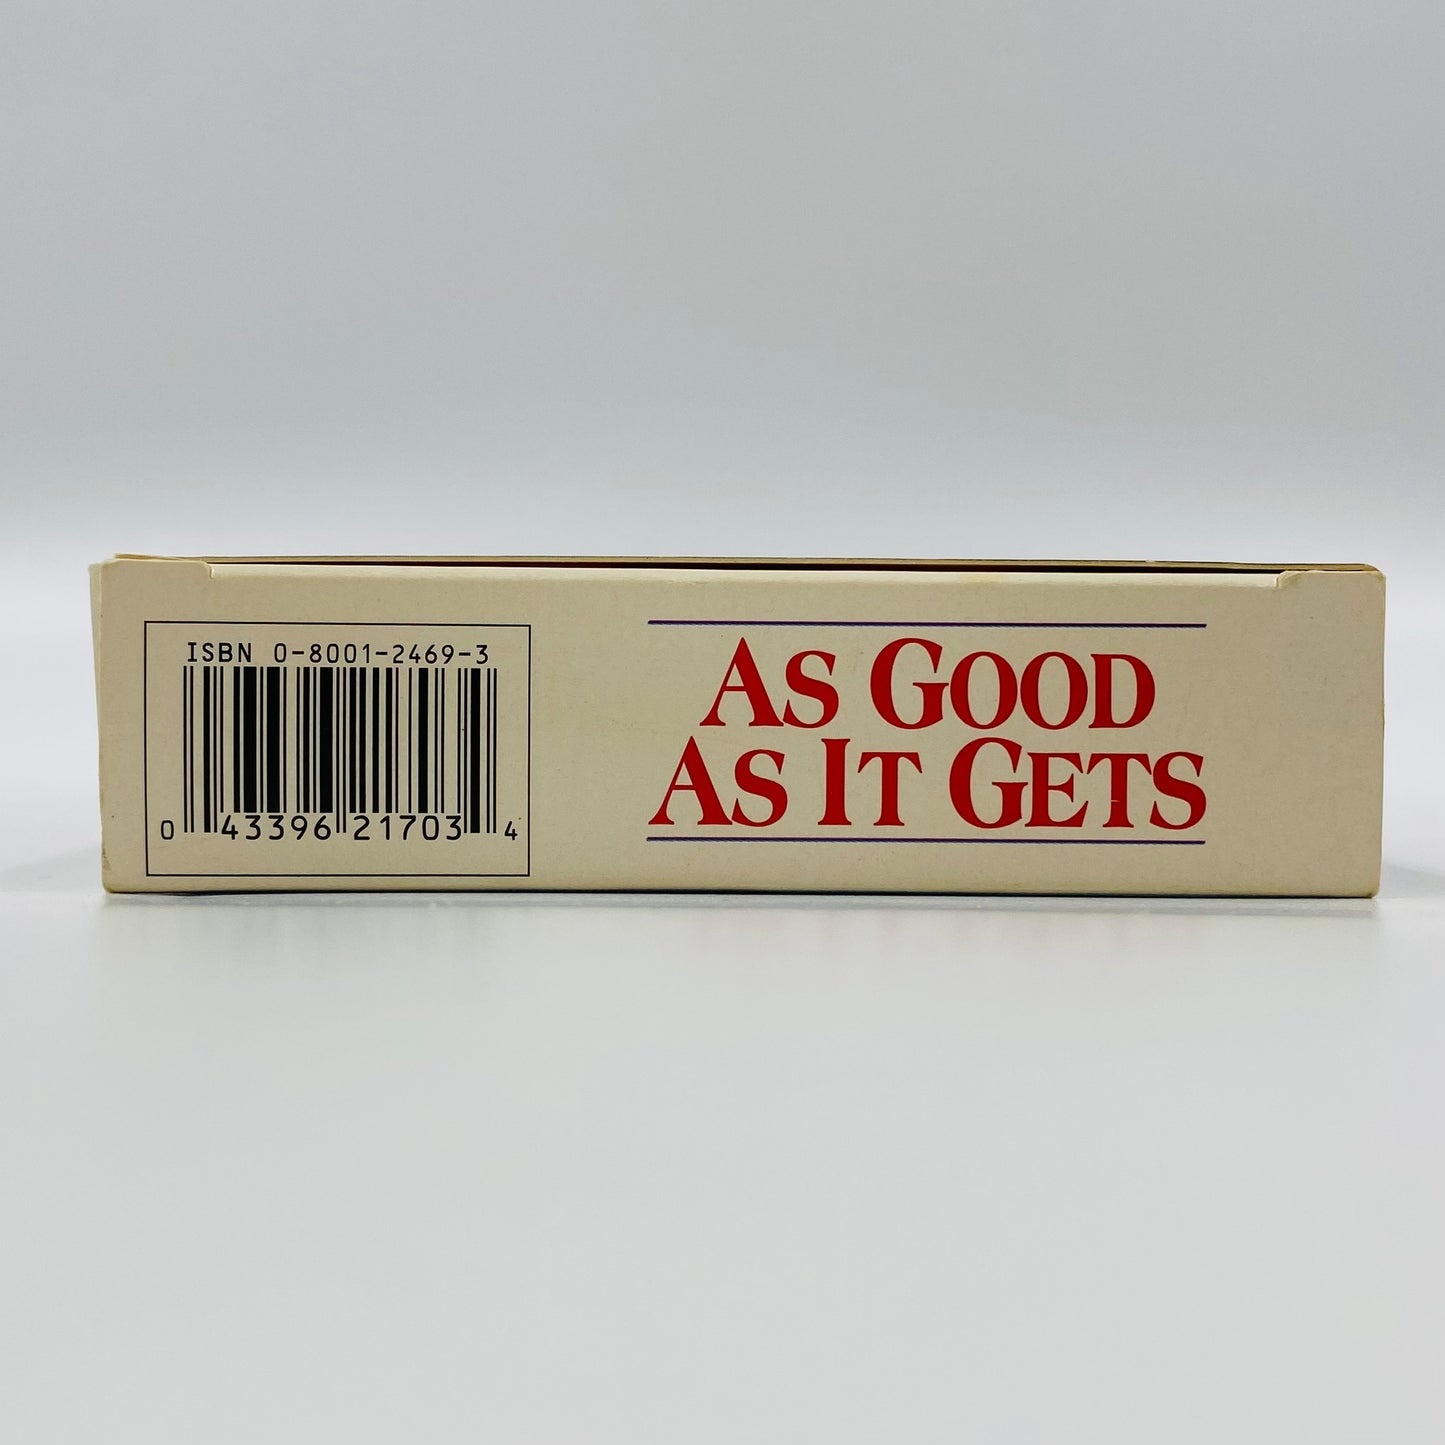 ISBN 0-8001-2469-3
0 43396 21703 4
AS GOOD
AS IT GETS